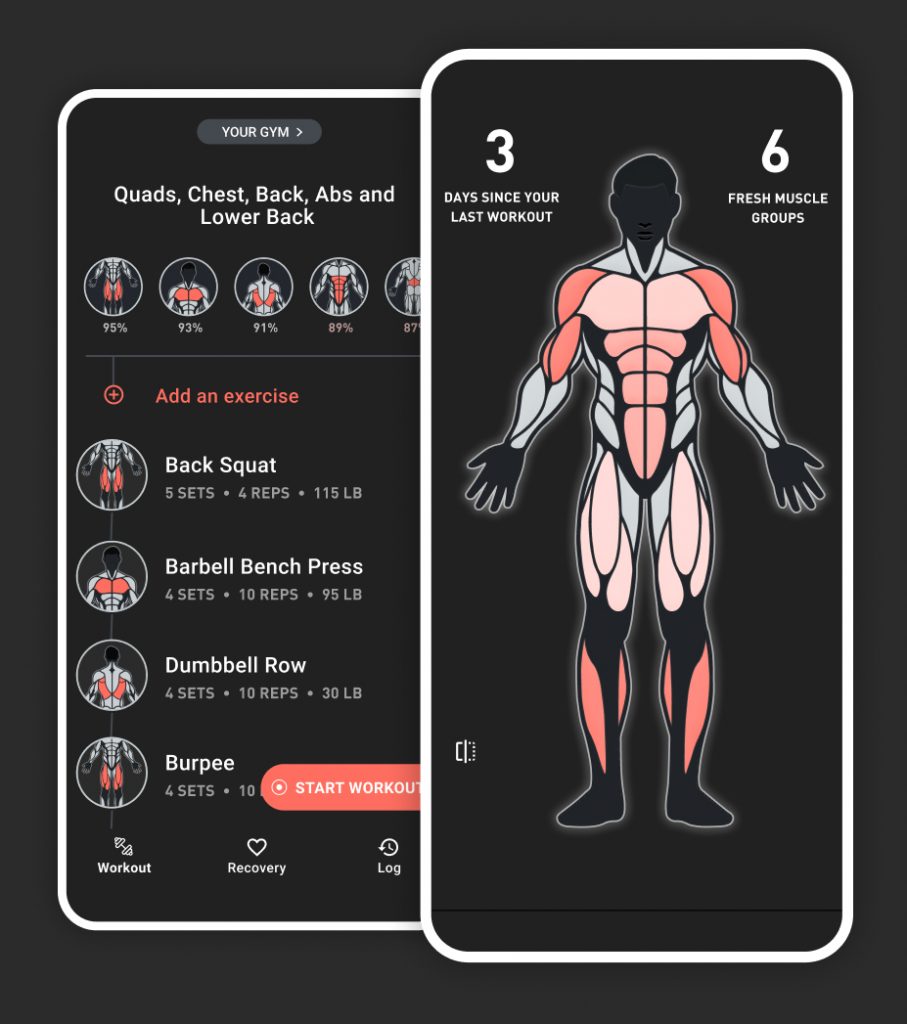 YOUR GYM >
Quads, Chest, Back, Abs and
Lower Back
95% 93% 91% 89% 87
Add an exercise
Back Squat
5 SETS • 4 REPS • 115 LB
Barbell Bench Press
4 SETS • 10 REPS • 95 LB
Dumbbell Row
4 SETS • 10 REPS • 30 LB
Burpee
4 SETS • 10
START WORKOUT
Workout Recovery Log
3
DAYS SINCE YOUR
LAST WORKOUT
6
FRESH MUSCLE
GROUPS